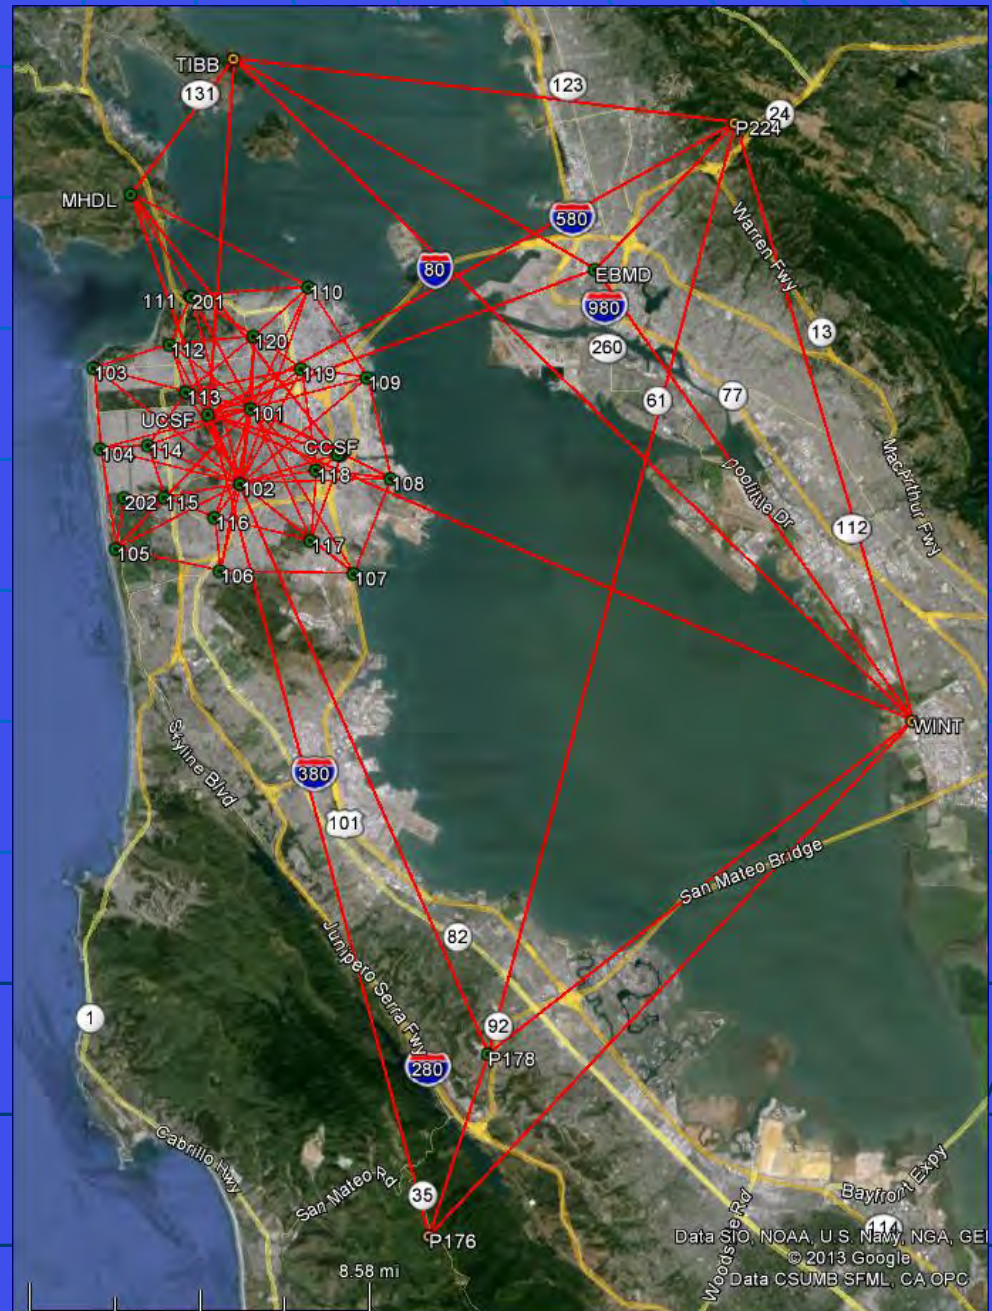 TIBB
131
123
24
P224
MHDL
580
Warren Fwy
80
EBMD
980
111
201
110
13
260
112
120
103
119
109
61
77
113
101
UCSF
MacArthur Fwy
104
114
CCSF
118
108
102
202
115
Doolittle Dr
116
112
117
105
106
107
WINT
Skyline Blvd
380
101
San Mateo Bridge
82
Junipero Serra Fwy
1
92
P178
280
Cabrillo Hwy
San Mateo Rd
35
Bayfront Expy
P176
Woodside Rd
114
Data SIO, NOAA, U.S. Navy, NGA, GE
© 2013 Google
8.58 mi
Data CSUMB SFML, CA OPC